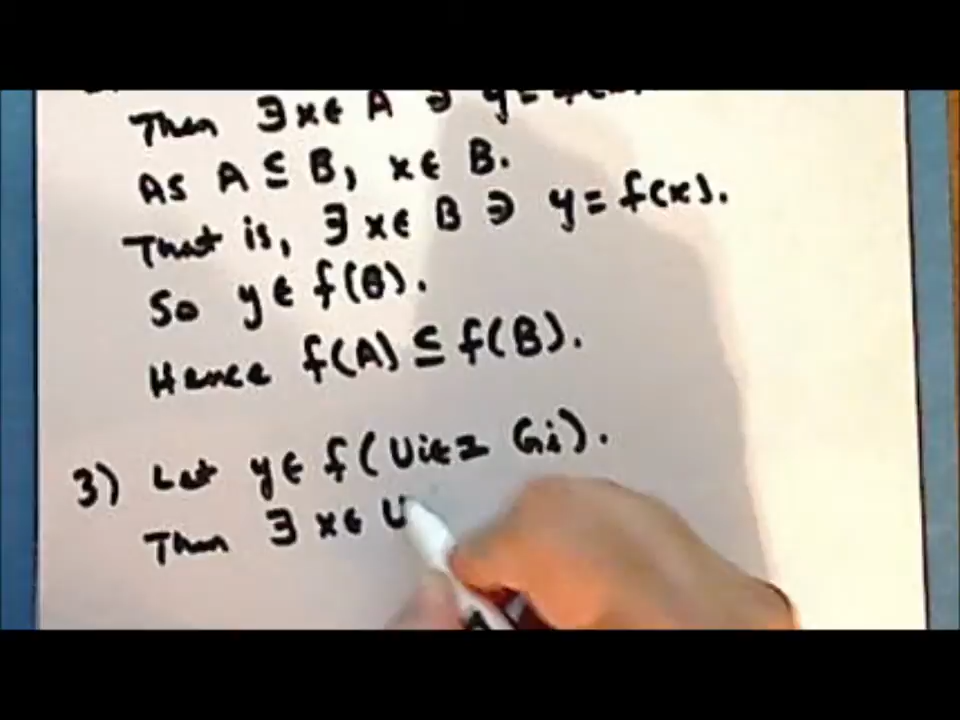 Then ∃ x ∈ A ∋ y =
As A ⊆ B, x ∈ B.
That is, ∃ x ∈ B ∋ y = f(x).
So y ∈ f(B).
Hence f(A) ⊆ f(B).
3) Let y ∈ f(∪i∈I Gi).
Then ∃ x ∈ ∪